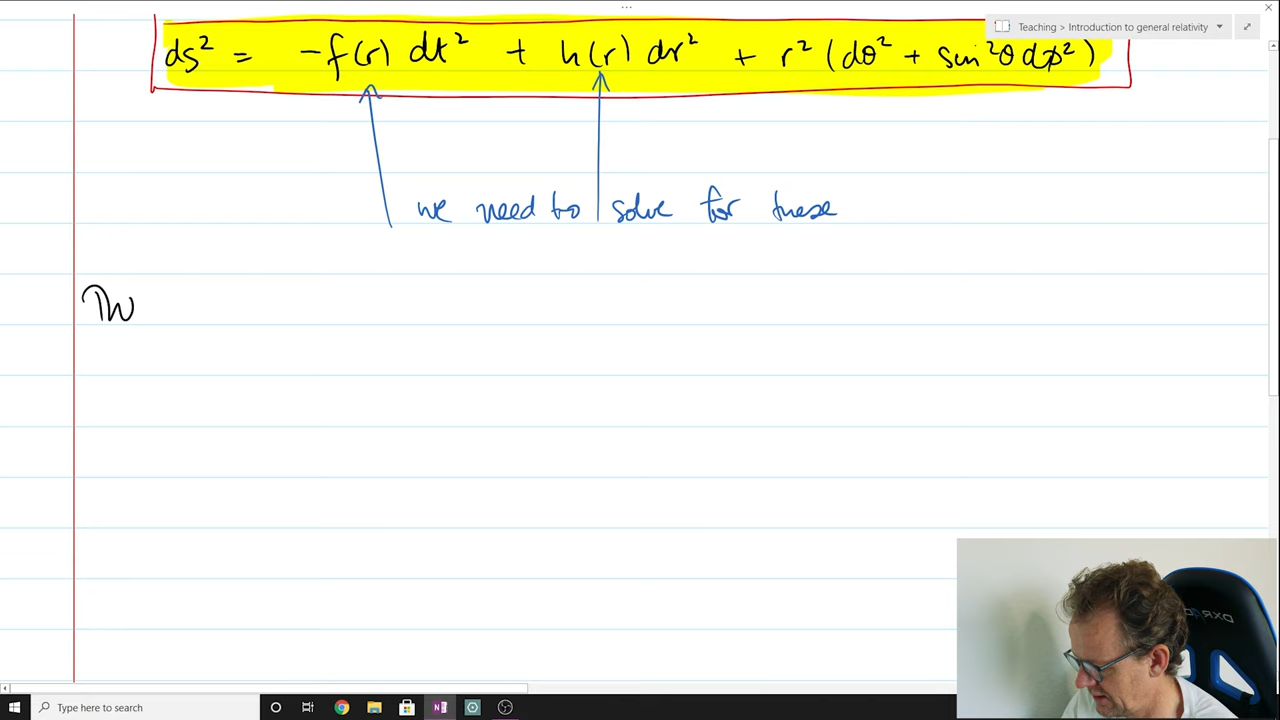 Teaching > Introduction to general relativity
ds² = -f(r) dt² + h(r) dr² + r² (dθ² + sin²θ dφ²)
we need to solve for these
Type here to search